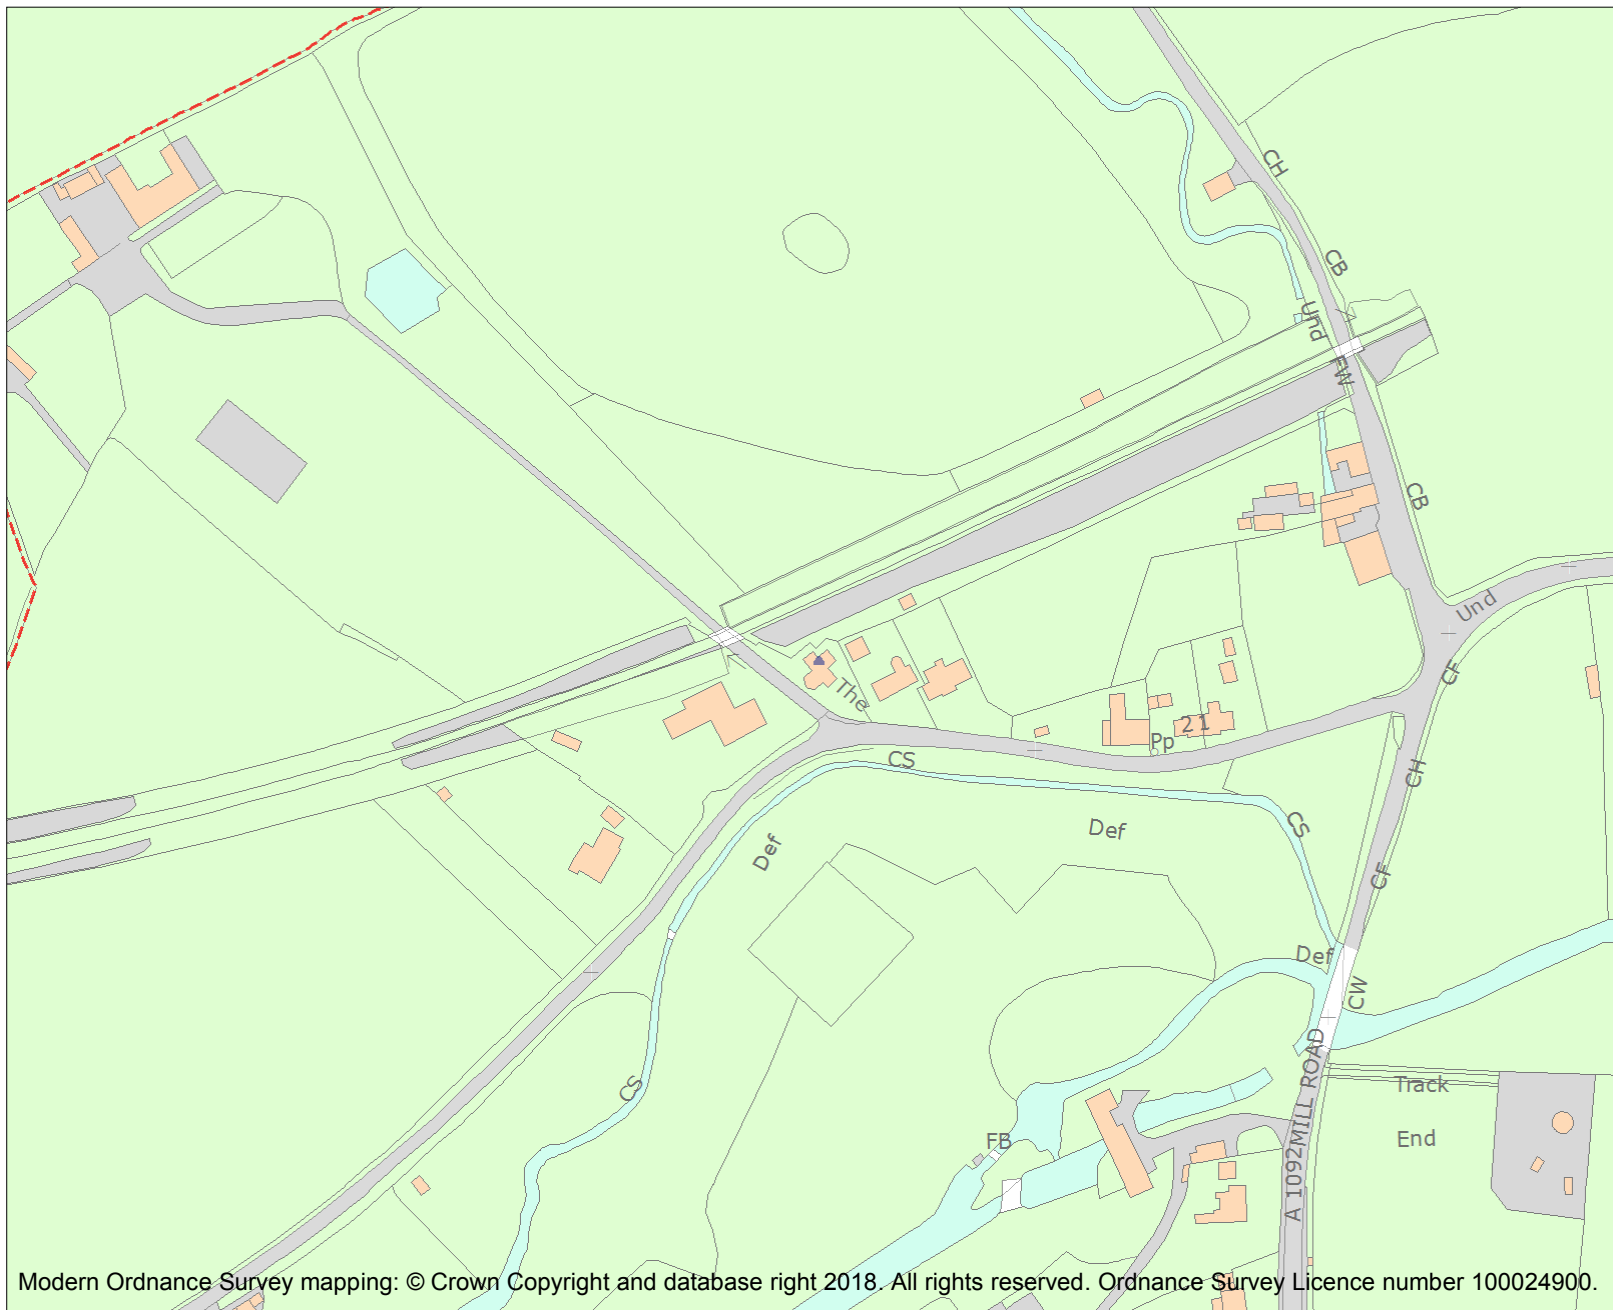 CH
CB
Und
FW
CB
Und
CF
The
21
Pp
CS
CH
CS
Def
Def
CF
Def
CW
Track
CS
FB
End
A 1092MILL ROAD
Modern Ordnance Survey mapping: © Crown Copyright and database right 2018. All rights reserved. Ordnance Survey Licence number 100024900.